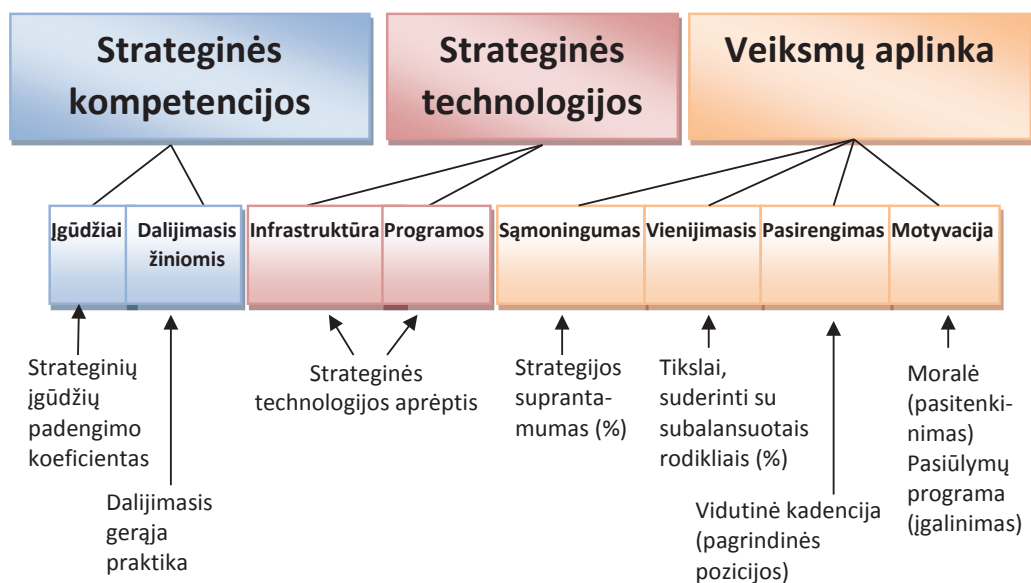 Strateginės
kompetencijos
Strateginės
technologijos
Veiksmų aplinka
Įgūdžiai
Dalijimasis
žiniomis
Infrastruktūra
Programos
Sąmoningumas
Vienijimasis
Pasirengimas
Motyvacija
Strateginių
įgūdžių
padengimo
koeficientas
Dalijimasis
gerąja
praktika
Strateginės
technologijos aprėptis
Strategijos
supranta-
mumas (%)
Tikslai,
suderinti su
subalansuotais
rodikliais (%)
Vidutinė kadencija
(pagrindinės
pozicijos)
Moralė
(pasitenki-
nimas)
Pasiūlymų
programa
(įgalinimas)